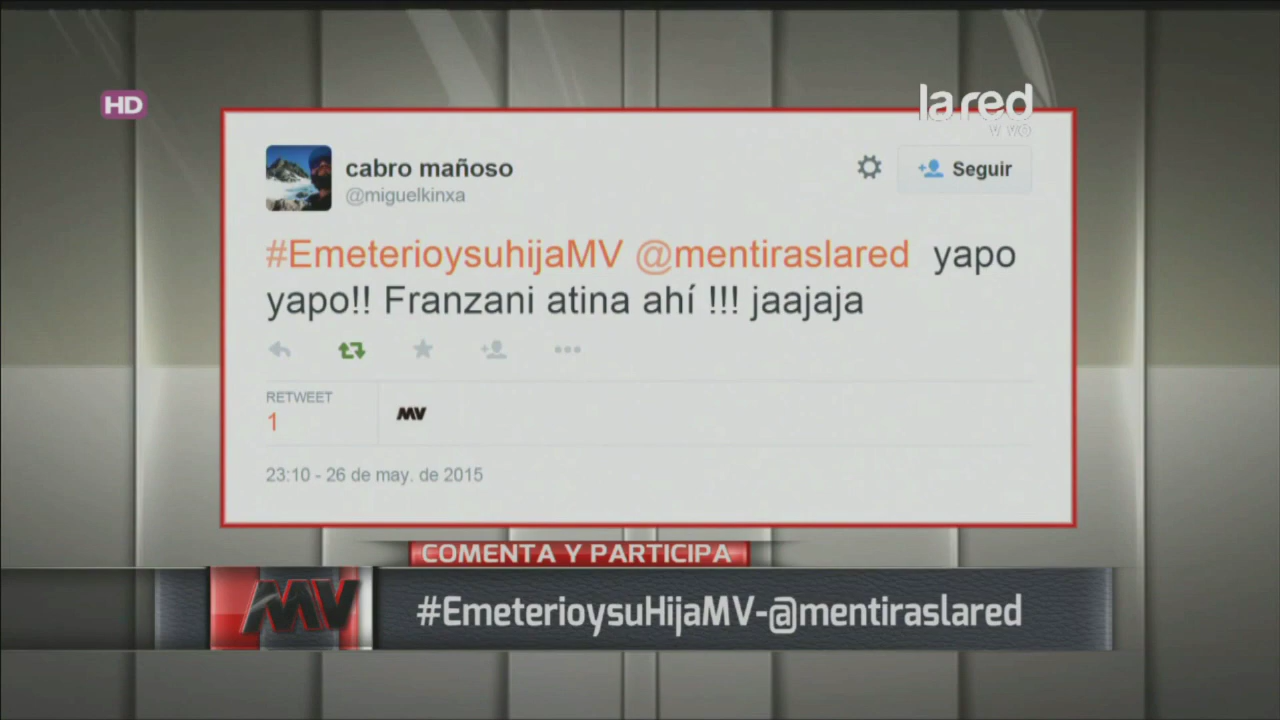 HD
la red
vivo
cabro mañoso
@miguelkinxa
Seguir
#EmeterioysuhijaMV @mentiraslared yapo
yapo!! Franzani atina ahí !!! jaajaja
RETWEET
1
MV
23:10 - 26 de may. de 2015
COMENTA Y PARTICIPA
MV
#EmeterioysuHijaMV-@mentiraslared